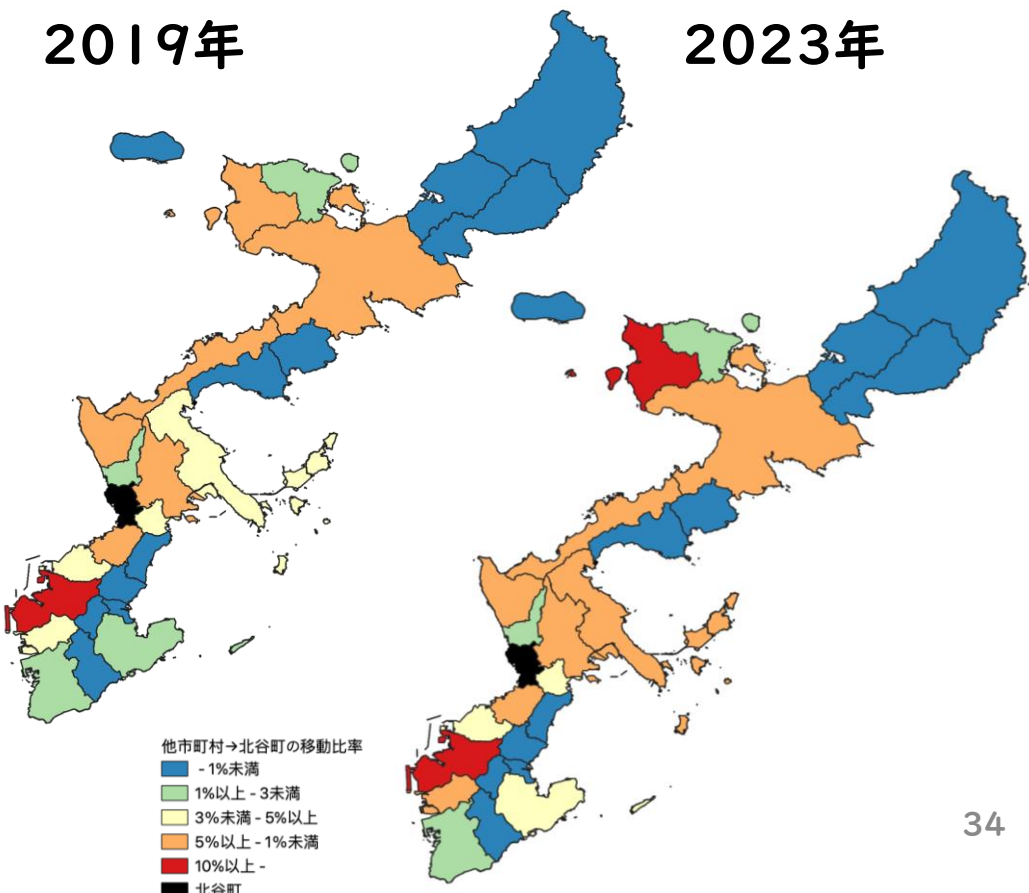 2019年
2023年
他市町村→北谷町の移動比率
- 1%未満
1%以上 - 3未満
3%未満 - 5%以上
5%以上 - 1%未満
10%以上 -
北谷町
34